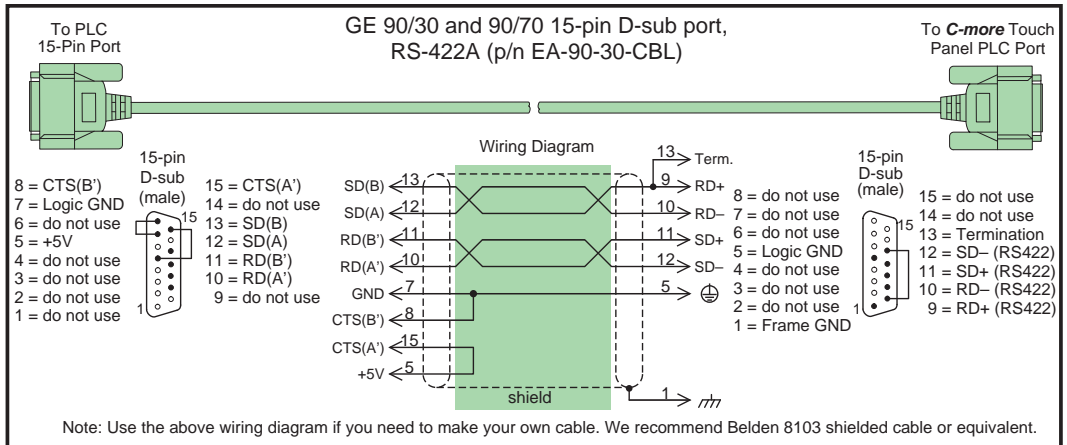 GE 90/30 and 90/70 15-pin D-sub port,
RS-422A (p/n EA-90-30-CBL)
To PLC
15-Pin Port
To C-more Touch
Panel PLC Port
15-pin
D-sub
(male)
8 = CTS(B’)
7 = Logic GND
6 = do not use
5 = +5V
4 = do not use
3 = do not use
2 = do not use
1 = do not use
15 = CTS(A’)
14 = do not use
13 = SD(B)
12 = SD(A)
11 = RD(B’)
10 = RD(A’)
9 = do not use
15
1
Wiring Diagram
13 Term.
SD(B) 13 9 RD+
SD(A) 12 10 RD–
RD(B’) 11 11 SD+
RD(A’) 10 12 SD–
GND 7 5
CTS(B’) 8
CTS(A’) 15
+5V 5
shield
1
15-pin
D-sub
(male)
8 = do not use
7 = do not use
6 = do not use
5 = Logic GND
4 = do not use
3 = do not use
2 = do not use
1 = Frame GND
15
1
15 = do not use
14 = do not use
13 = Termination
12 = SD– (RS422)
11 = SD+ (RS422)
10 = RD– (RS422)
9 = RD+ (RS422)
Note: Use the above wiring diagram if you need to make your own cable. We recommend Belden 8103 shielded cable or equivalent.